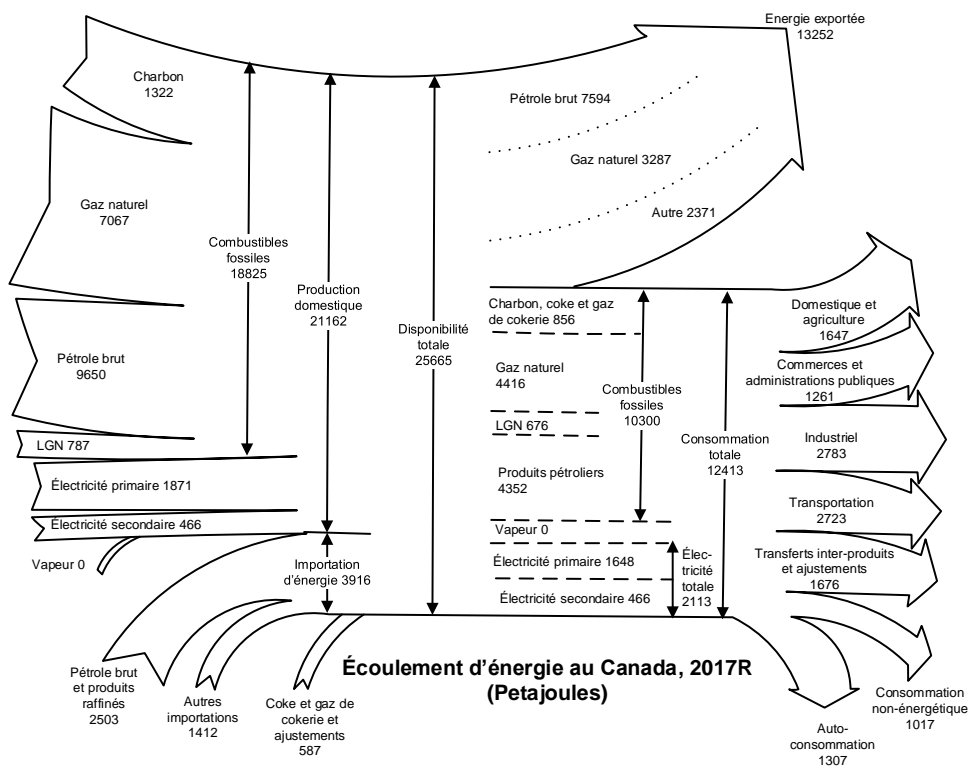 Energie exportée
13252
Charbon
1322
Pétrole brut 7594
Gaz naturel 3287
Autre 2371
Gaz naturel
7067
Combustibles
fossiles
18825
Production
domestique
21162
Disponibilité
totale
25665
Charbon, coke et gaz
de cokerie 856
Gaz naturel
4416
LGN 676
Produits pétroliers
4352
Combustibles
fossiles
10300
Consommation
totale
12413
Domestique et
agriculture
1647
Commerces et
administrations publiques
1261
Industriel
2783
Transportation
2723
Transferts inter-produits
et ajustements
1676
Pétrole brut
9650
LGN 787
Électricité primaire 1871
Électricité secondaire 466
Vapeur 0
Importation
d'énergie 3916
Vapeur 0
Électricité primaire 1648
Électricité secondaire 466
Élec-
tricité
totale
2113
Pétrole brut
et produits
raffinés
2503
Autres
importations
1412
Coke et gaz de
cokerie et
ajustements
587
Écoulement d'énergie au Canada, 2017R
(Petajoules)
Auto-
consommation
1307
Consommation
non-énergétique
1017